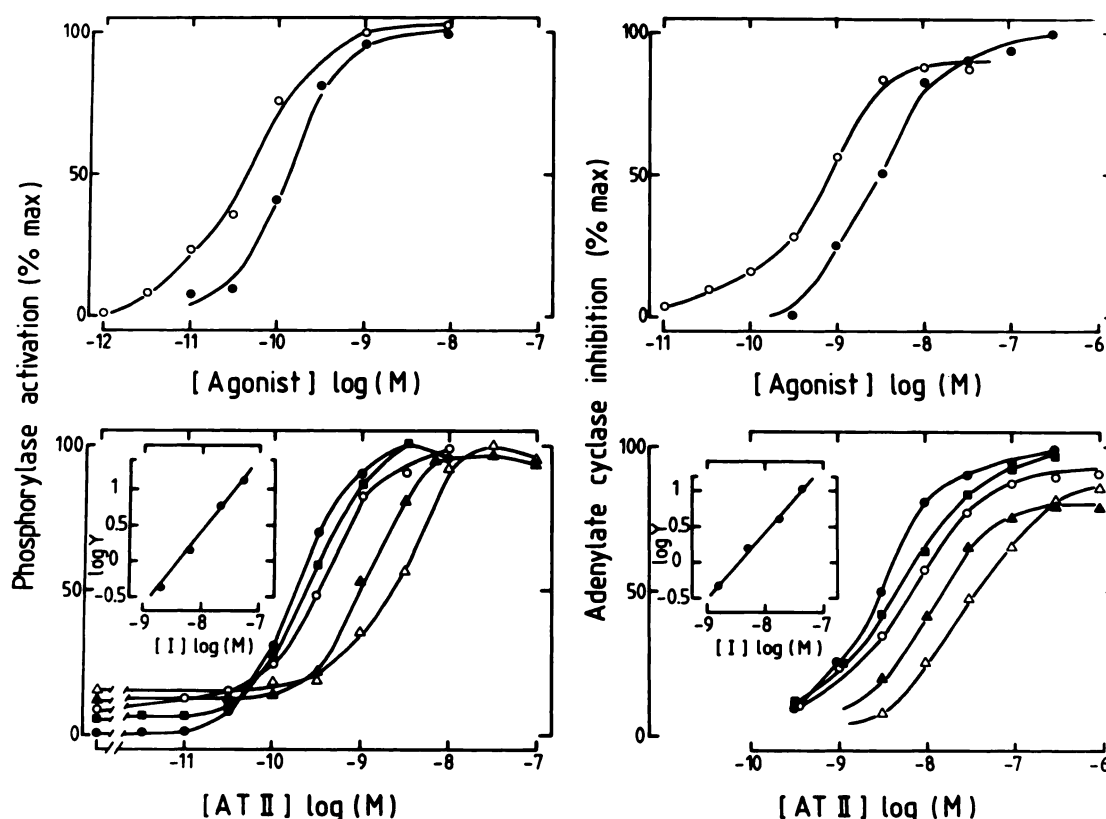 Phosphorylase activation (% max)
100
50
0
-12 -11 -10 -9 -8 -7
[Agonist] log (M)
Adenylate cyclase inhibition (% max)
100
50
0
-11 -10 -9 -8 -7 -6
[Agonist] log (M)
100
50
0
log Y
1
0.5
0
-0.5
-9 -8 -7
[I] log (M)
-11 -10 -9 -8 -7
[AT II] log (M)
100
50
0
log Y
1
0.5
0
-0.5
-9 -8 -7
[I] log (M)
-10 -9 -8 -7 -6
[AT II] log (M)